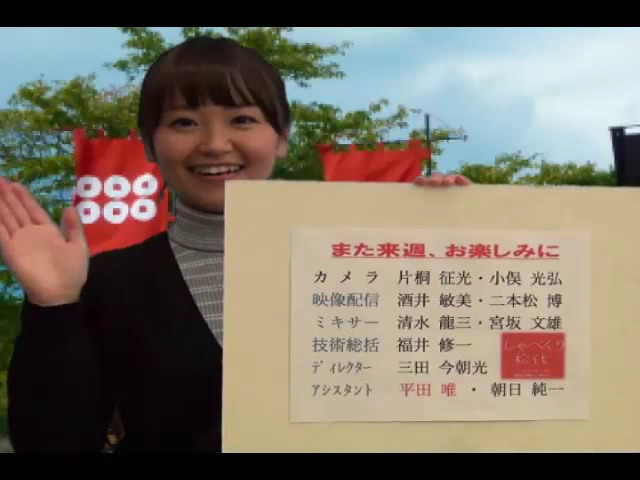 また来週、お楽しみに
カメラ 片桐 征光・小俣 光弘
映像配信 酒井 敏美・二本松 博
ミキサー 清水 龍三・宮坂 文雄
技術総括 福井 修一
ディレクター 三田 今朝光
アシスタント 平田 唯・朝日 純一
しゃべくり
松代